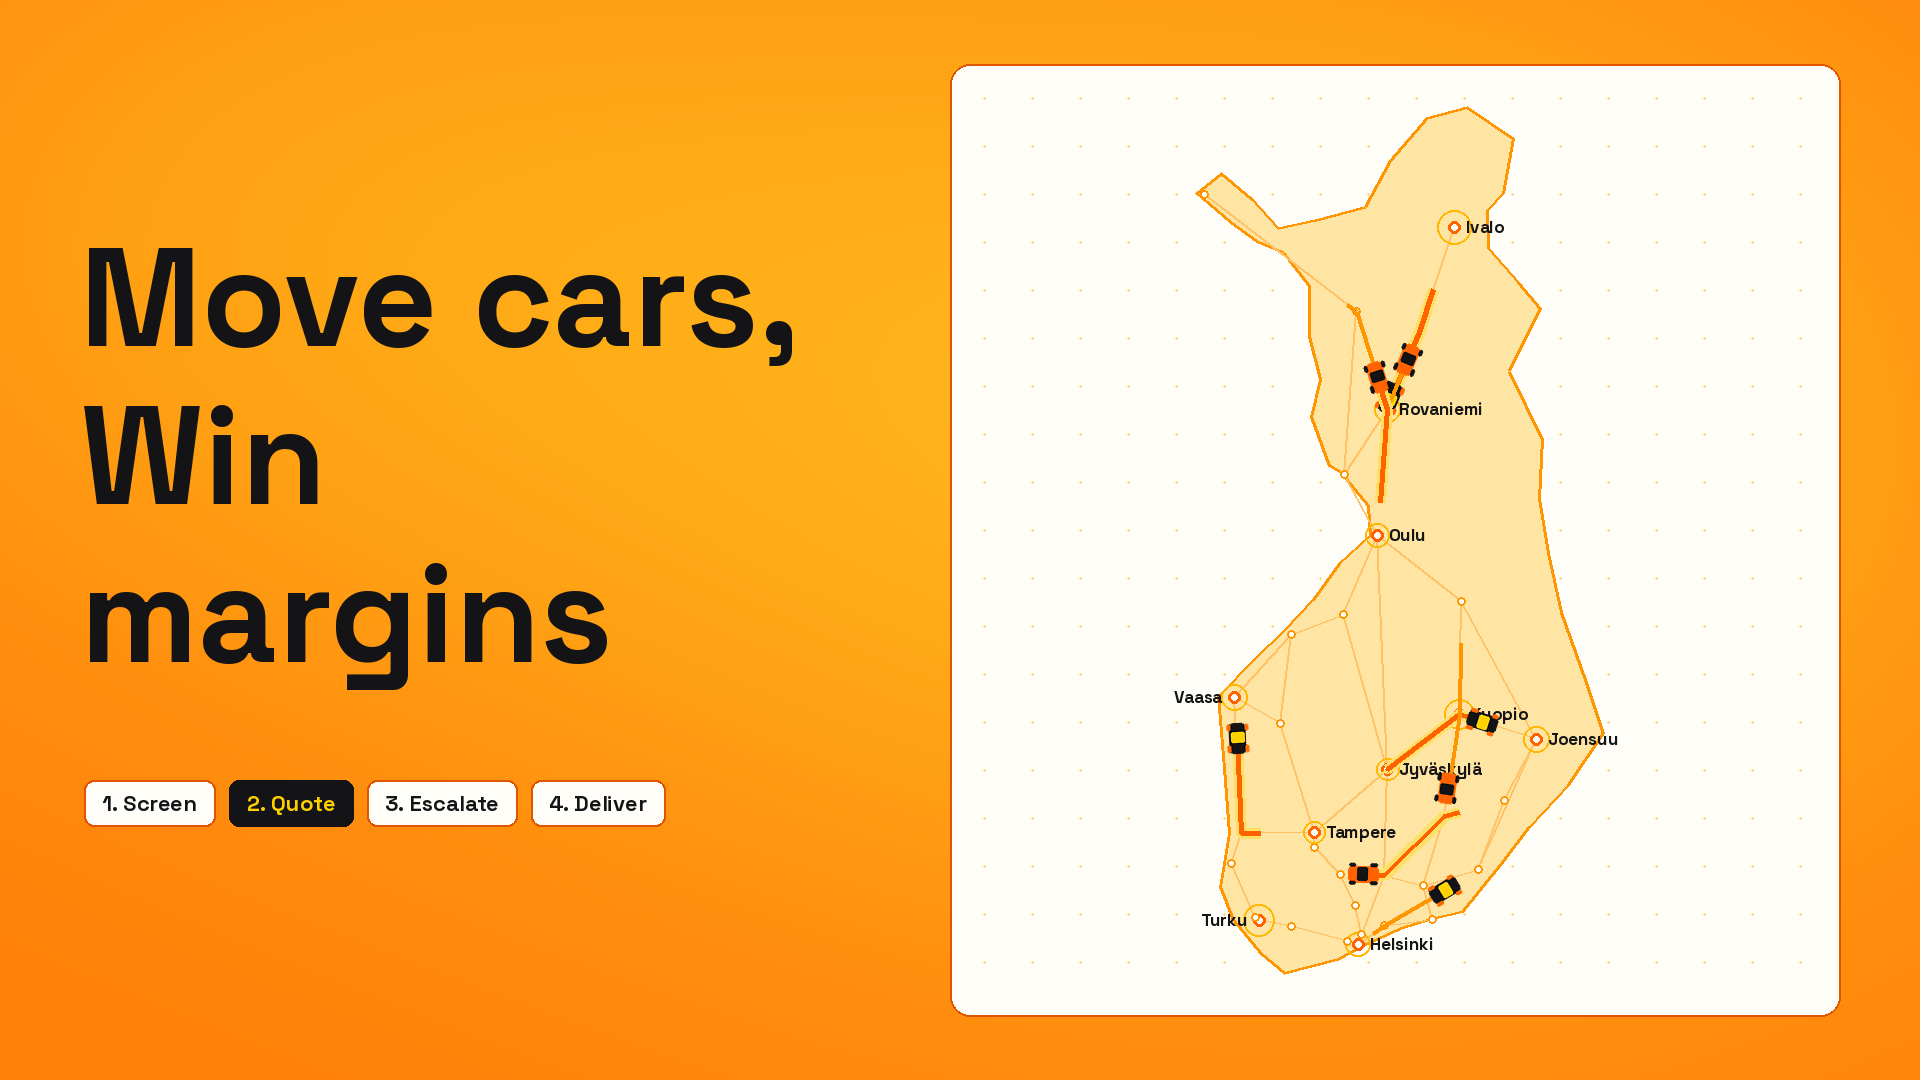 Move cars,
Win
margins
1. Screen
2. Quote
3. Escalate
4. Deliver
Ivalo
Rovaniemi
Oulu
Vaasa
Joensuu
Jyväskylä
Tampere
Turku
Helsinki